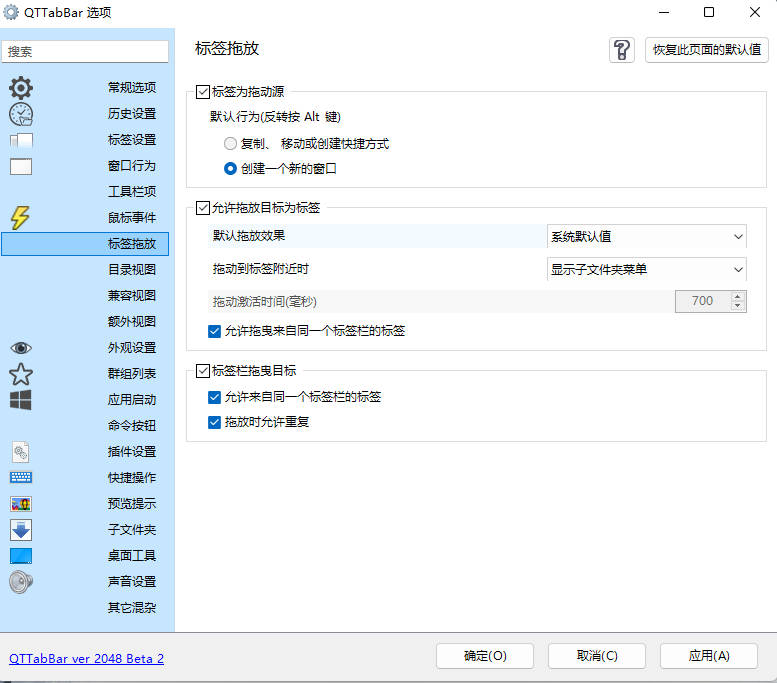 QTTabBar 选项
搜索
常规选项
历史设置
标签设置
窗口行为
工具栏项
鼠标事件
标签拖放
目录视图
兼容视图
额外视图
外观设置
群组列表
应用启动
命令按钮
插件设置
快捷操作
预览提示
子文件夹
桌面工具
声音设置
其它混杂
标签拖放
恢复此页面的默认值
标签为拖动源
默认行为(反转按 Alt 键)
复制、 移动或创建快捷方式
创建一个新的窗口
允许拖放目标为标签
默认拖放效果 系统默认值
拖动到标签附近时 显示子文件夹菜单
拖动激活时间(毫秒) 700
允许拖曳来自同一个标签栏的标签
标签栏拖曳目标
允许来自同一个标签栏的标签
拖放时允许重复
QTTabBar ver 2048 Beta 2
确定(O) 取消(C) 应用(A)